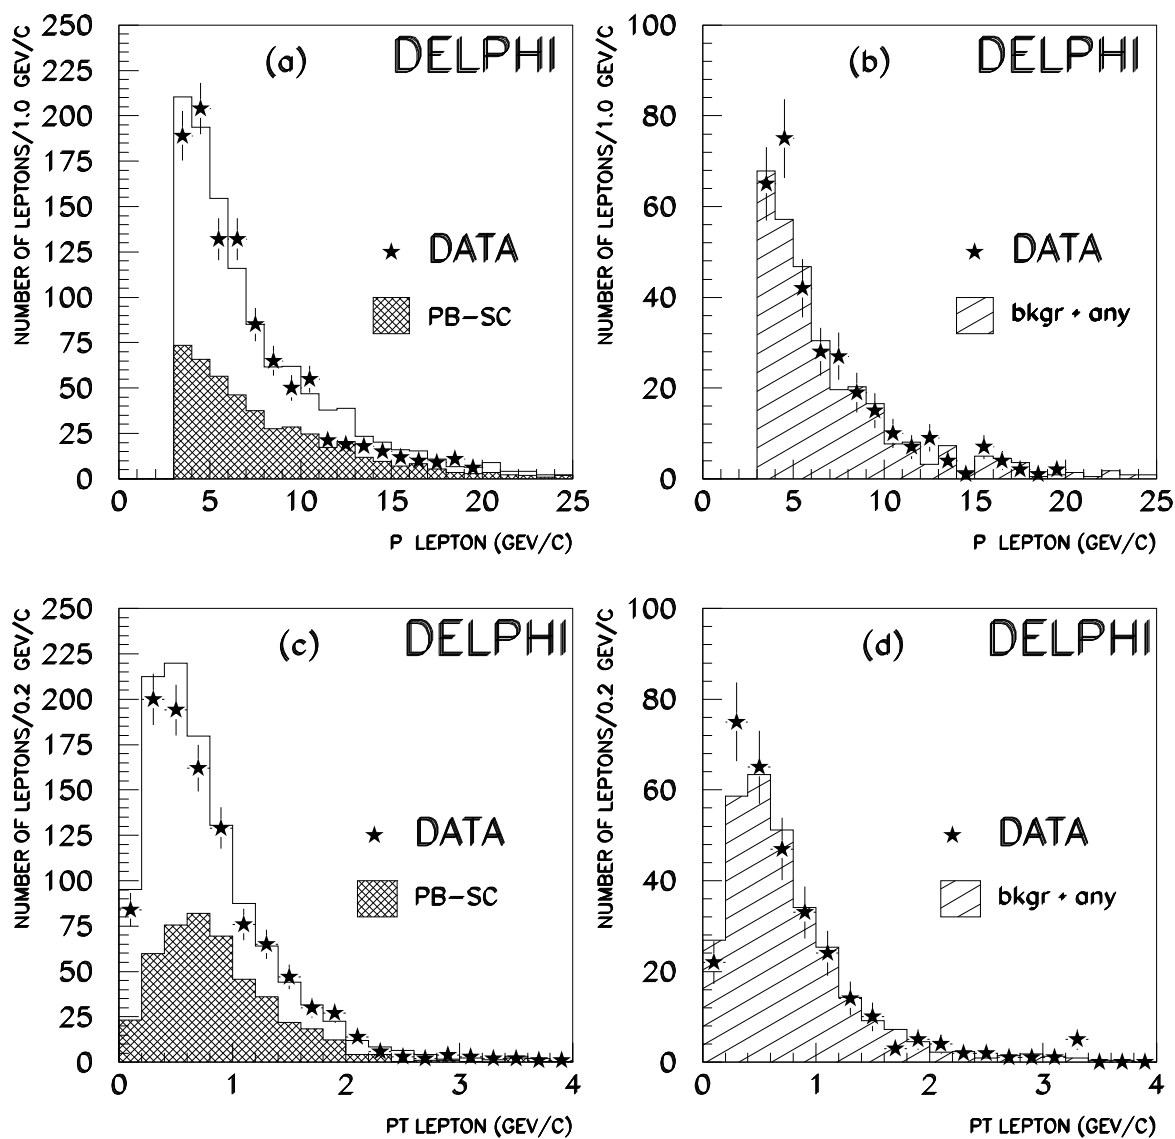 NUMBER OF LEPTONS/1.0 GEV/C
250
225
200
175
150
125
100
75
50
25
0
(a)
DELPHI
DATA
PB-SC
0 5 10 15 20 25
P LEPTON (GEV/C)
NUMBER OF LEPTONS/1.0 GEV/C
100
80
60
40
20
0
(b)
DELPHI
DATA
bkgr + any
0 5 10 15 20 25
P LEPTON (GEV/C)
NUMBER OF LEPTONS/0.2 GEV/C
250
225
200
175
150
125
100
75
50
25
0
(c)
DELPHI
DATA
PB-SC
0 1 2 3 4
PT LEPTON (GEV/C)
NUMBER OF LEPTONS/0.2 GEV/C
100
80
60
40
20
0
(d)
DELPHI
DATA
bkgr + any
0 1 2 3 4
PT LEPTON (GEV/C)